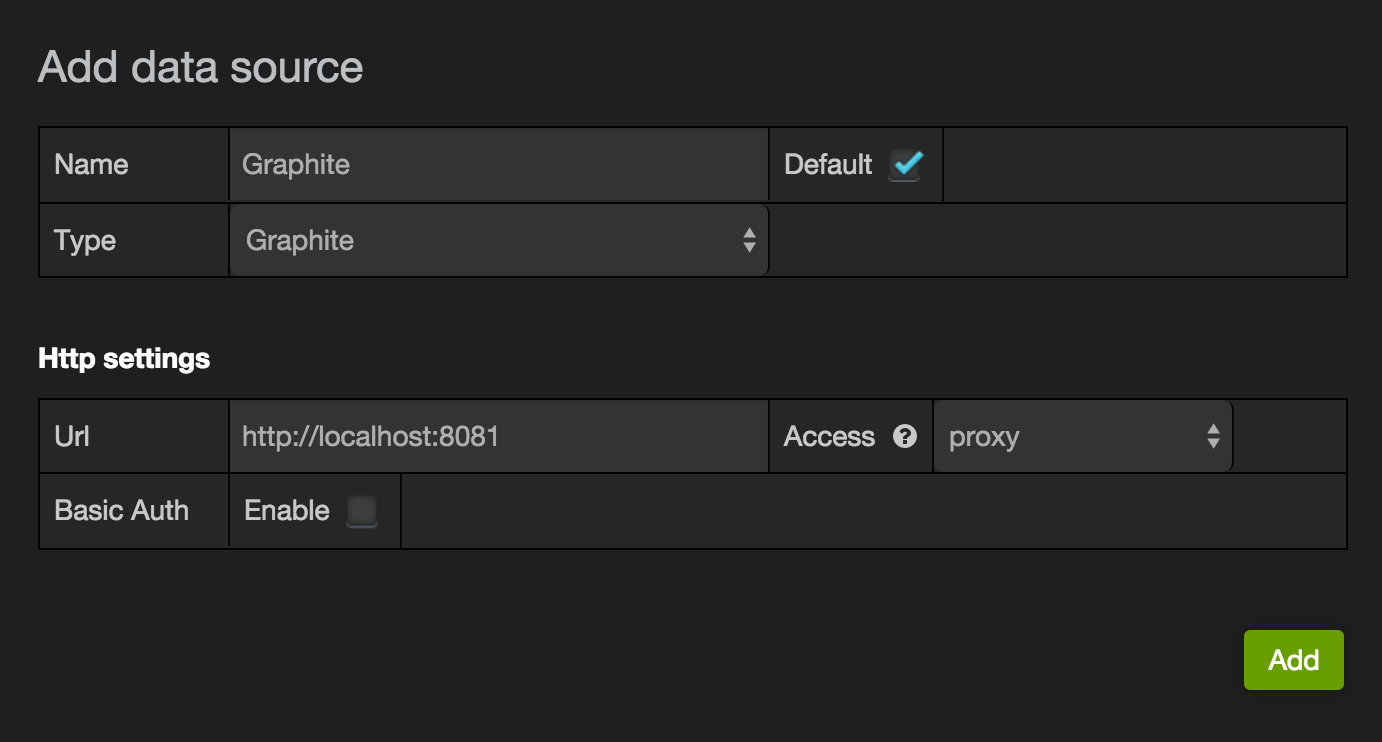 Add data source
Name Graphite Default
Type Graphite
Http settings
Url http://localhost:8081 Access ? proxy
Basic Auth Enable
Add